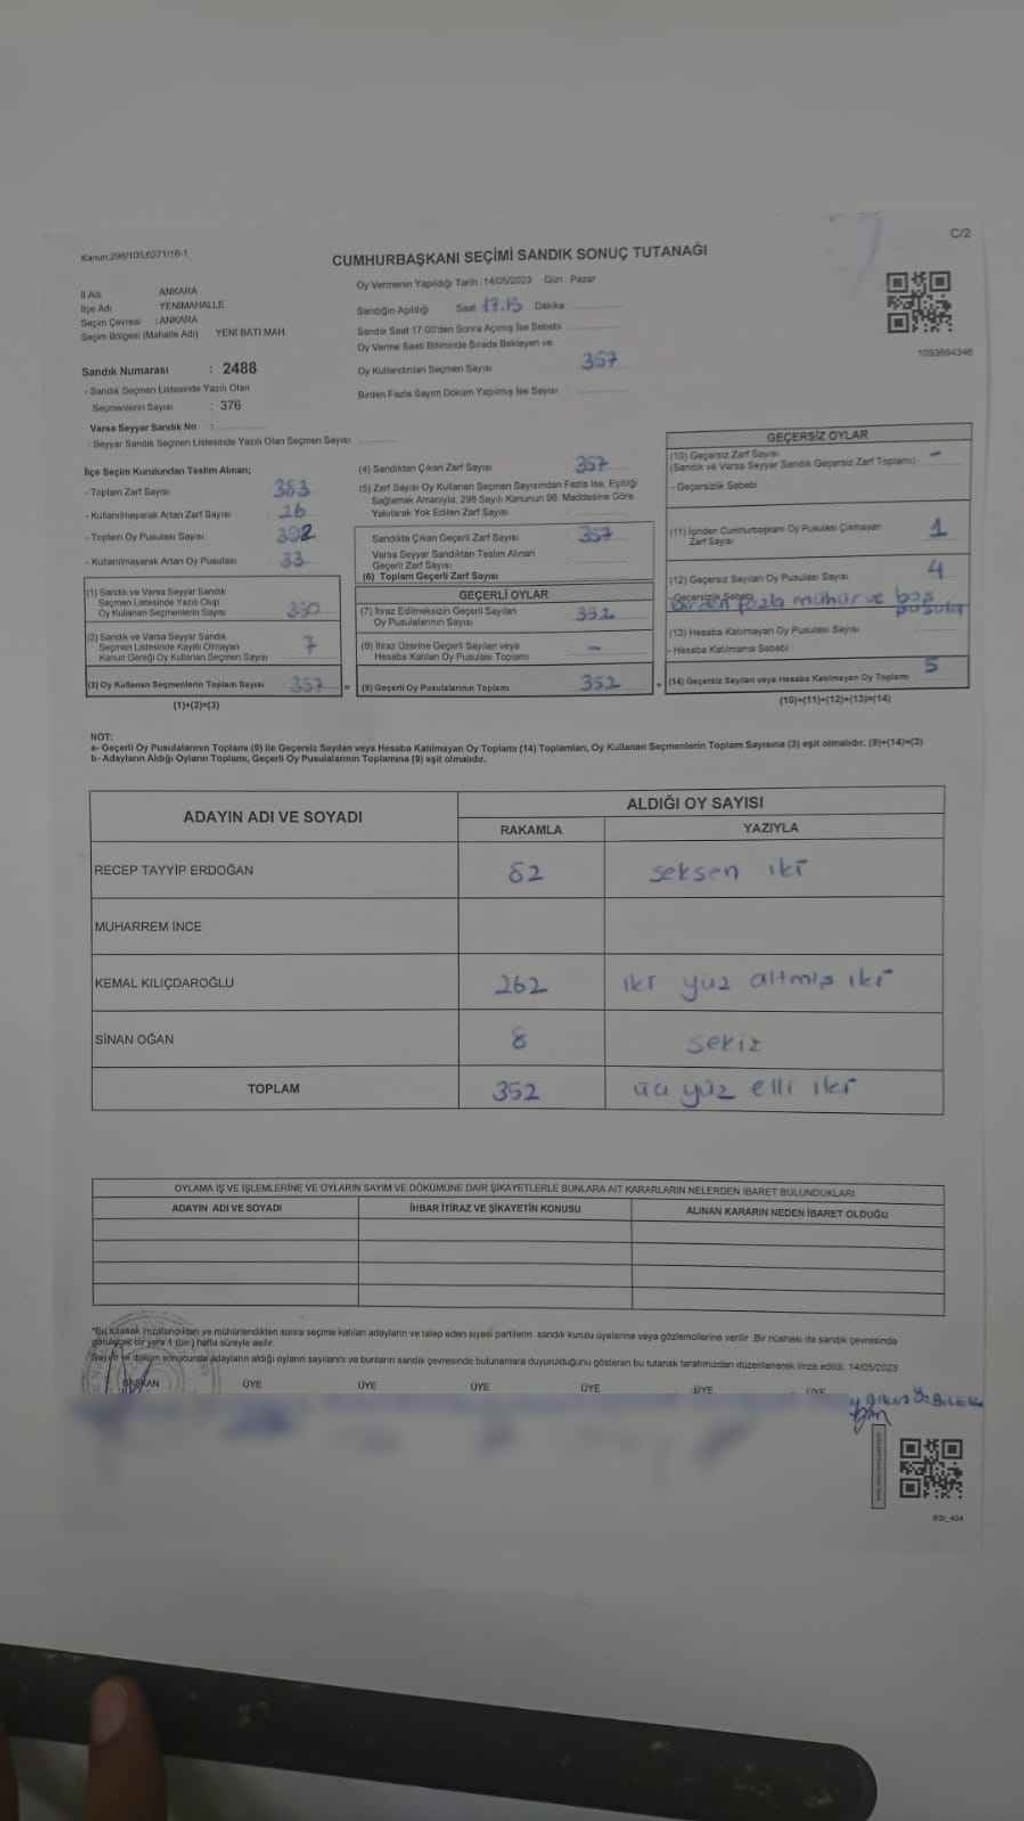 C/2
Kanun:298/105,6271/16-1
CUMHURBAŞKANI SEÇİMİ SANDIK SONUÇ TUTANAĞI
İl Adı : ANKARA
İlçe Adı : YENİMAHALLE
Seçim Çevresi : ANKARA
Seçim Bölgesi (Mahalle Adı) YENİ BATI MAH.
Oy Vermenin Yapıldığı Tarih : 14/05/2023 Gün : Pazar
Sandığın Açıldığı Saat 17.15 Dakika
Sandık Saat 17.00'den Sonra Açılmış İse Sebebi
Oy Verme Saati Bitiminde Sırada Bekleyen ve
Oy Kullandırılan Seçmen Sayısı 357
Birden Fazla Sayım Döküm Yapılmış İse Sayısı
1093694346
Sandık Numarası : 2488
- Sandık Seçmen Listesinde Yazılı Olan
Seçmenlerin Sayısı : 376
Varsa Seyyar Sandık No :
- Seyyar Sandık Seçmen Listesinde Yazılı Olan Seçmen Sayısı
İlçe Seçim Kurulundan Teslim Alınan;
- Toplam Zarf Sayısı 383
- Kullanılmayarak Artan Zarf Sayısı 26
- Toplam Oy Pusulası Sayısı 392
- Kullanılmayarak Artan Oy Pusulası 33
(1) Sandık ve Varsa Seyyar Sandık
Seçmen Listesinde Yazılı Olup
Oy Kullanan Seçmenlerin Sayısı 350
(2) Sandık ve Varsa Seyyar Sandık
Seçmen Listesinde Kayıtlı Olmayan
Kanun Gereği Oy Kullanan Seçmen Sayısı 7
(3) Oy Kullanan Seçmenlerin Toplam Sayısı 357 =
(1)+(2)=(3)
(4) Sandıktan Çıkan Zarf Sayısı 357
(5) Zarf Sayısı Oy Kullanan Seçmen Sayısından Fazla İse, Eşitliği
Sağlamak Amacıyla, 298 Sayılı Kanunun 98. Maddesine Göre
Yakılarak Yok Edilen Zarf Sayısı
Sandıkta Çıkan Geçerli Zarf Sayısı 357
Varsa Seyyar Sandıktan Teslim Alınan
Geçerli Zarf Sayısı
(6) Toplam Geçerli Zarf Sayısı
GEÇERLİ OYLAR
(7) İtiraz Edilmeksizin Geçerli Sayılan
Oy Pusulalarının Sayısı 352
(8) İtiraz Üzerine Geçerli Sayılan veya
Hesaba Katılan Oy Pusulası Toplamı -
(9) Geçerli Oy Pusulalarının Toplamı 352 +
GEÇERSİZ OYLAR
(10) Geçersiz Zarf Sayısı
(Sandık ve Varsa Seyyar Sandık Geçersiz Zarf Toplamı) -
- Geçersizlik Sebebi
(11) İçinden Cumhurbaşkanı Oy Pusulası Çıkmayan
Zarf Sayısı 1
(12) Geçersiz Sayılan Oy Pusulası Sayısı 4
- Geçersizlik Sebebi
Birden fazla mühür ve boş
pusula
(13) Hesaba Katılmayan Oy Pusulası Sayısı
- Hesaba Katılmama Sebebi
(14) Geçersiz Sayılan veya Hesaba Katılmayan Oy Toplamı 5
(10)+(11)+(12)+(13)=(14)
NOT:
a- Geçerli Oy Pusulalarının Toplamı (9) ile Geçersiz Sayılan veya Hesaba Katılmayan Oy Toplamı (14) Toplamları, Oy Kullanan Seçmenlerin Toplam Sayısına (3) eşit olmalıdır. (9)+(14)=(3)
b- Adayların Aldığı Oyların Toplamı, Geçerli Oy Pusulalarının Toplamına (9) eşit olmalıdır.
ADAYIN ADI VE SOYADI
ALDIĞI OY SAYISI
RAKAMLA YAZIYLA
RECEP TAYYİP ERDOĞAN 82 seksen iki
MUHARREM İNCE
KEMAL KILIÇDAROĞLU 262 iki yüz altmış iki
SİNAN OĞAN 8 sekiz
TOPLAM 352 üç yüz elli iki
OYLAMA İŞ VE İŞLEMLERİNE VE OYLARIN SAYIM VE DÖKÜMÜNE DAİR ŞİKAYETLERLE BUNLARA AİT KARARLARIN NELERDEN İBARET BULUNDUKLARI
ADAYIN ADI VE SOYADI İHBAR İTİRAZ VE ŞİKAYETİN KONUSU ALINAN KARARIN NEDEN İBARET OLDUĞU
*Bu tutanak imzalandıktan ve mühürlendikten sonra seçime katılan adayların ve talep eden siyasi partilerin sandık kurulu üyelerine veya gözlemcilerine verilir. Bir nüshası da sandık çevresinde
görülecek bir yere 1 (bir) hafta süreyle asılır.
Sayım ve döküm sonucunda adayların aldığı oyların sayılarını ve bunların sandık çevresinde bulunanlara duyurulduğunu gösteren bu tutanak tarafımızdan düzenlenerek imza edildi. 14/05/2023
BAŞKAN ÜYE ÜYE ÜYE ÜYE ÜYE ÜYE